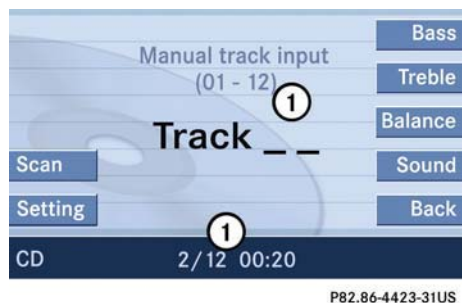 Bass
Manual track input
(01 - 12)
Treble
1
Balance
Track _ _
Scan
Sound
Setting
Back
1
CD 2/12 00:20
P82.86-4423-31US